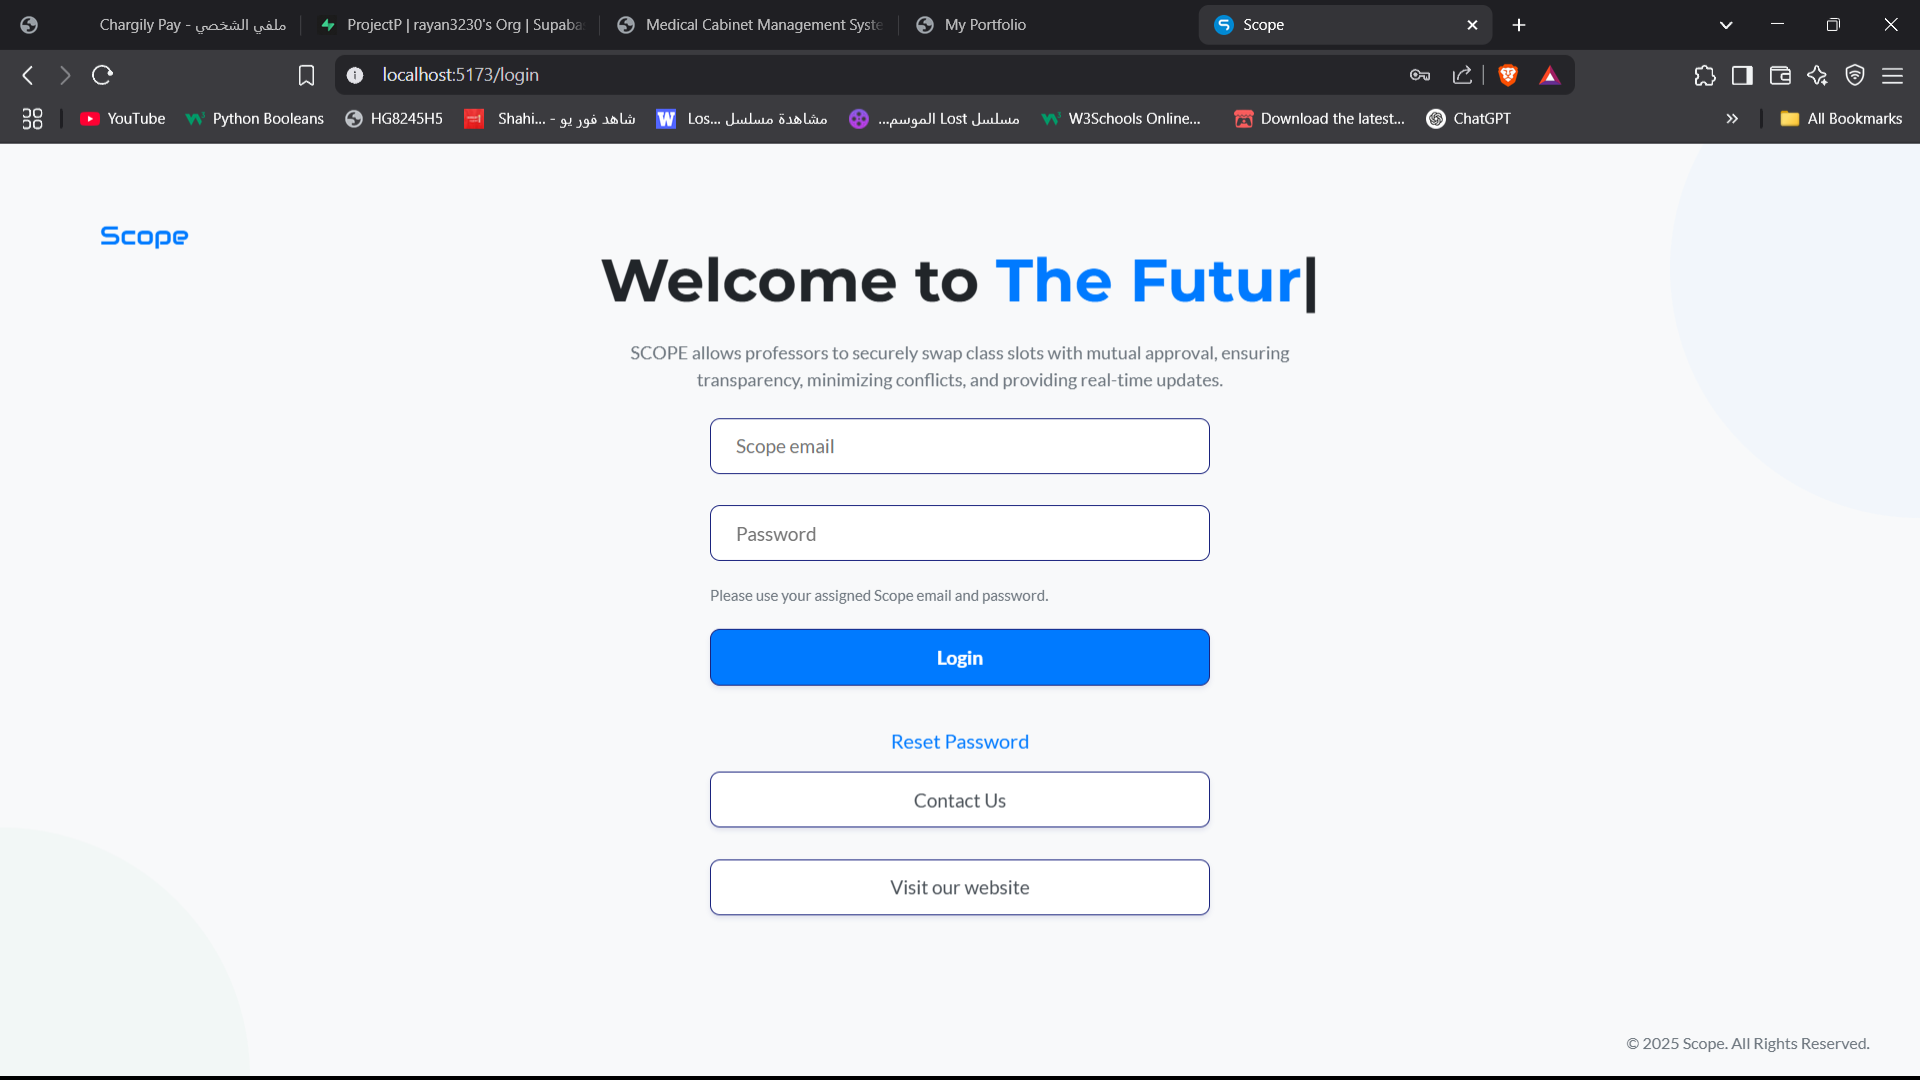 Chargily Pay - ملفي الشخصي
ProjectP | rayan3230's Org | Supaba
Medical Cabinet Management Syste
My Portfolio
Scope
localhost:5173/login
YouTube
Python Booleans
HG8245H5
Shahi... - شاهد فور يو
مشاهدة مسلسل Los...
مسلسل Lost الموسم...
W3Schools Online...
Download the latest...
ChatGPT
All Bookmarks
Scope
Welcome to The Futur|
SCOPE allows professors to securely swap class slots with mutual approval, ensuring
transparency, minimizing conflicts, and providing real-time updates.
Scope email
Password
Please use your assigned Scope email and password.
Login
Reset Password
Contact Us
Visit our website
© 2025 Scope. All Rights Reserved.